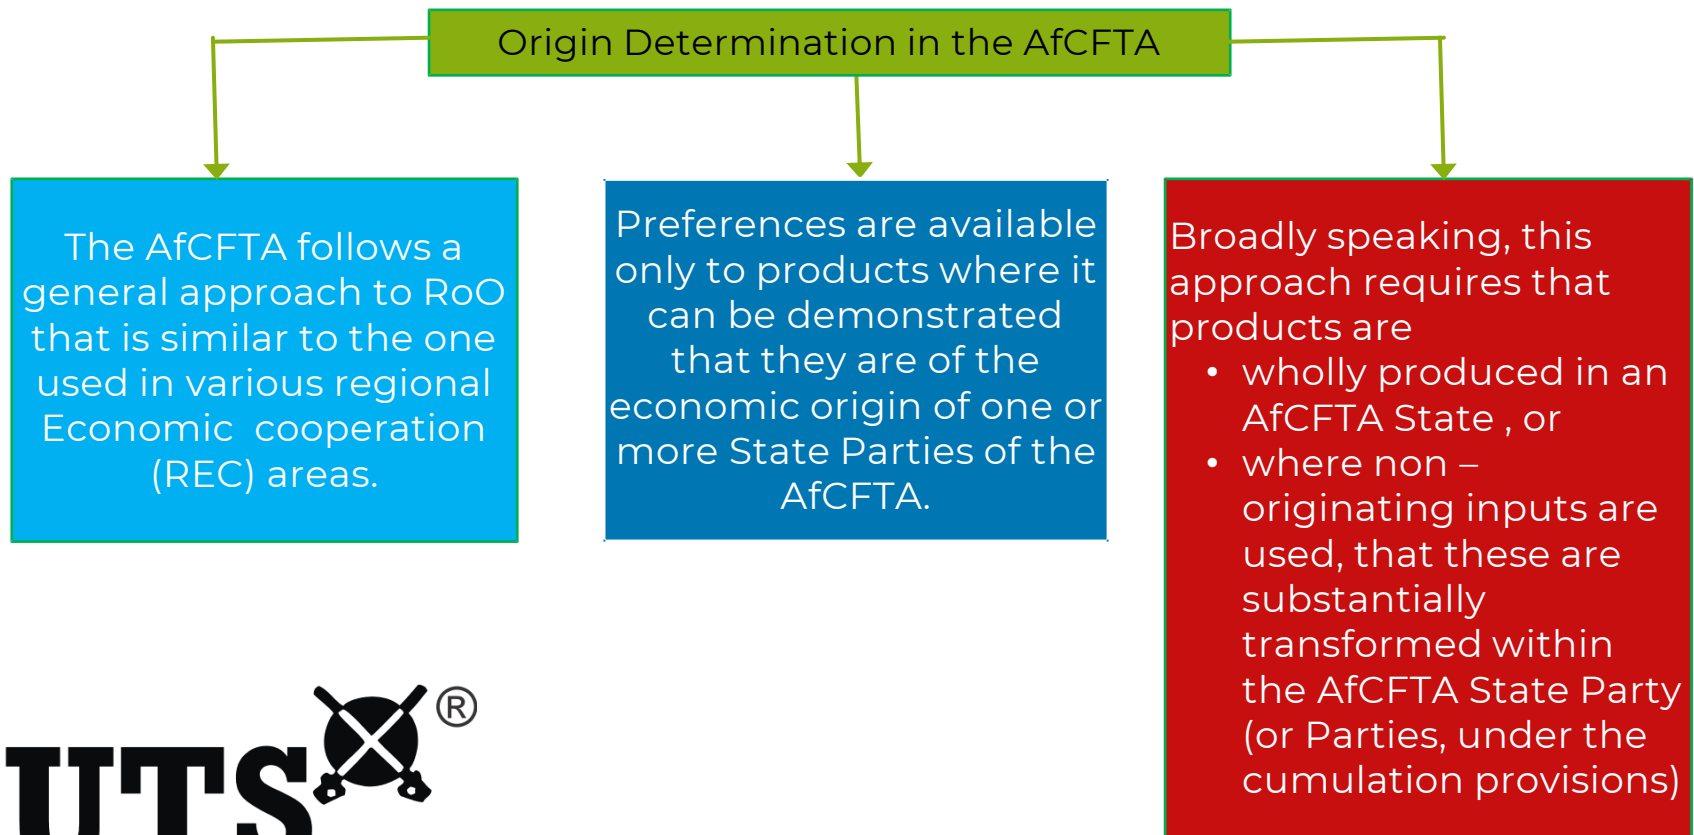 Origin Determination in the AfCFTA
The AfCFTA follows a
general approach to RoO
that is similar to the one
used in various regional
Economic cooperation
(REC) areas.
Preferences are available
only to products where it
can be demonstrated
that they are of the
economic origin of one or
more State Parties of the
AfCFTA.
Broadly speaking, this
approach requires that
products are
• wholly produced in an
AfCFTA State , or
• where non –
originating inputs are
used, that these are
substantially
transformed within
the AfCFTA State Party
(or Parties, under the
cumulation provisions)
UTS ®